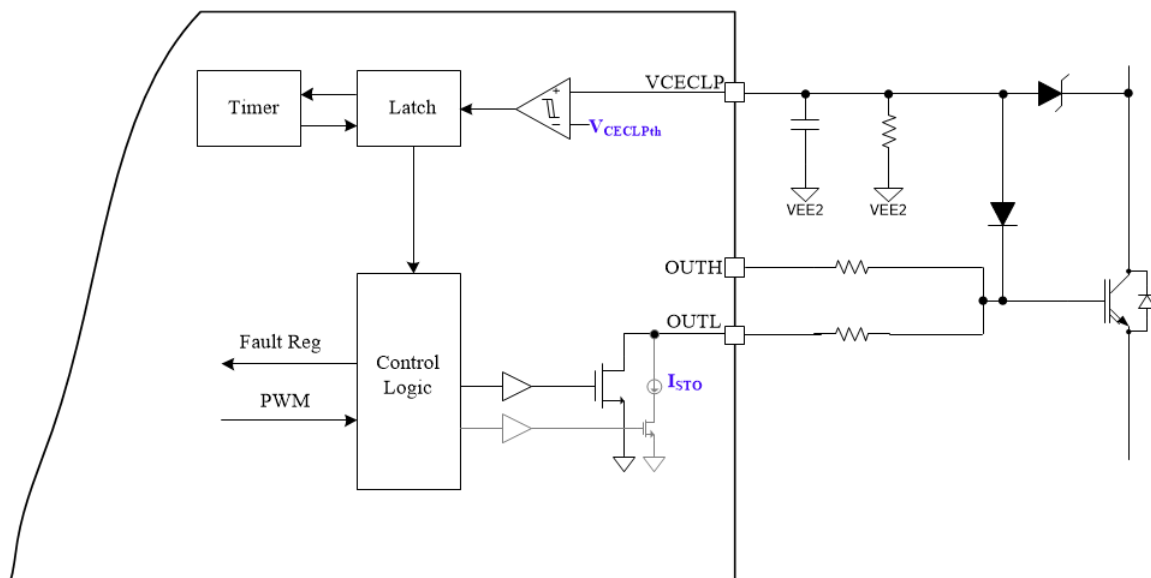 VCECLP
Timer
Latch
VCECLPth
VEE2
VEE2
OUTH
OUTL
Fault Reg
Control
Logic
ISTO
PWM